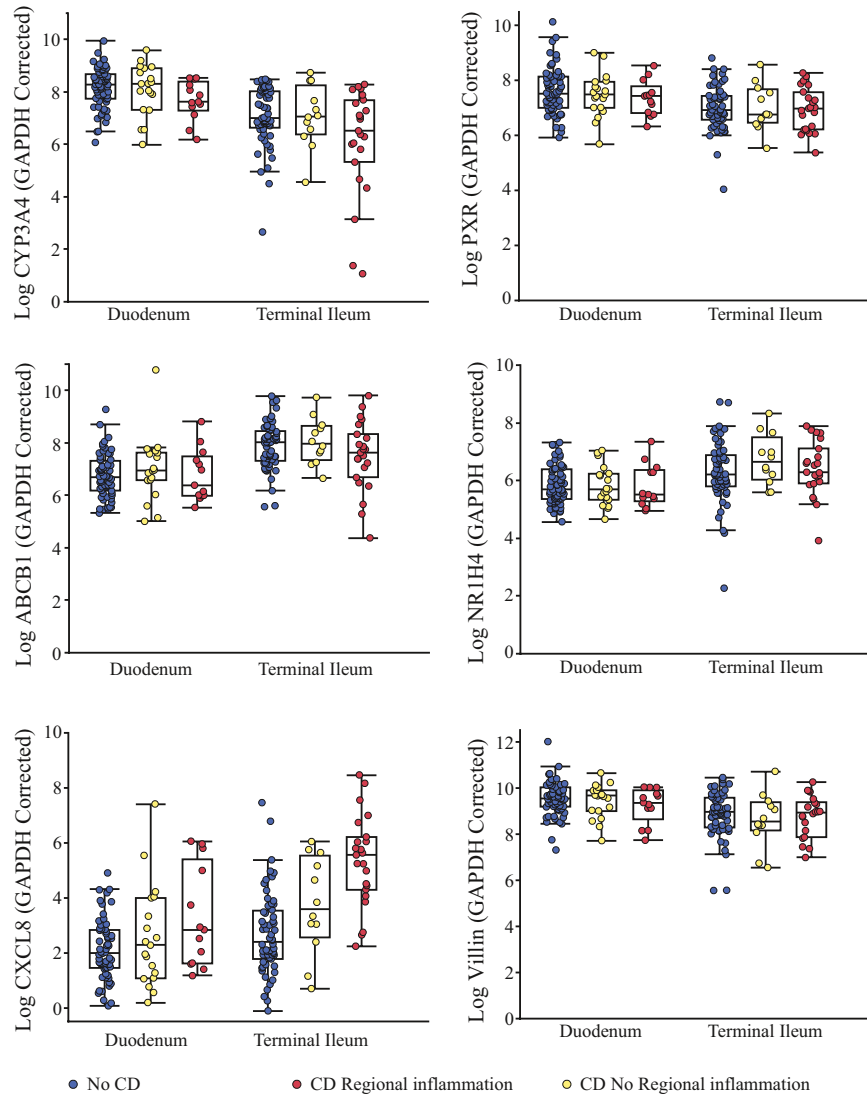 Log CYP3A4 (GAPDH Corrected)
10
8
6
4
2
0
Duodenum
Terminal Ileum
Log PXR (GAPDH Corrected)
10
8
6
4
2
0
Duodenum
Terminal Ileum
Log ABCB1 (GAPDH Corrected)
10
8
6
4
2
0
Duodenum
Terminal Ileum
Log NR1H4 (GAPDH Corrected)
10
8
6
4
2
0
Duodenum
Terminal Ileum
Log CXCL8 (GAPDH Corrected)
10
8
6
4
2
0
Duodenum
Terminal Ileum
Log Villin (GAPDH Corrected)
12
10
8
6
4
2
0
Duodenum
Terminal Ileum
No CD
CD Regional inflammation
CD No Regional inflammation